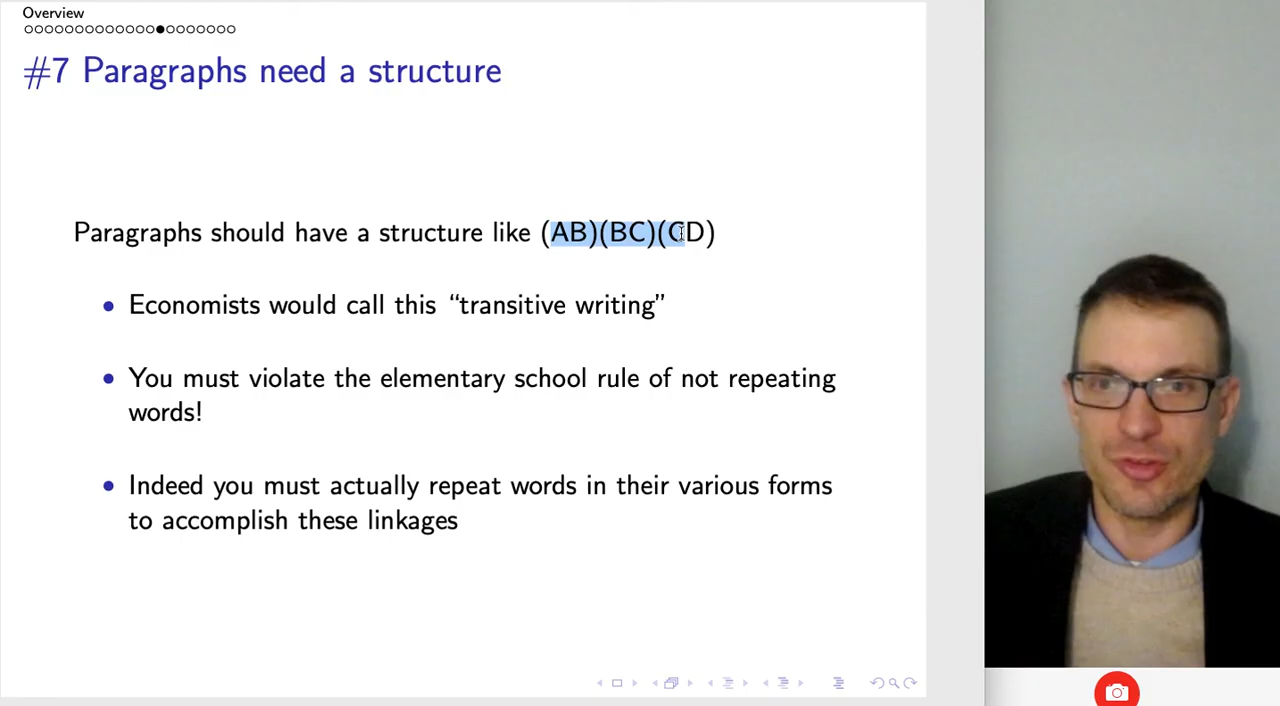 Overview
#7 Paragraphs need a structure
Paragraphs should have a structure like (AB)(BC)(CD)
Economists would call this “transitive writing”
You must violate the elementary school rule of not repeating
words!
Indeed you must actually repeat words in their various forms
to accomplish these linkages